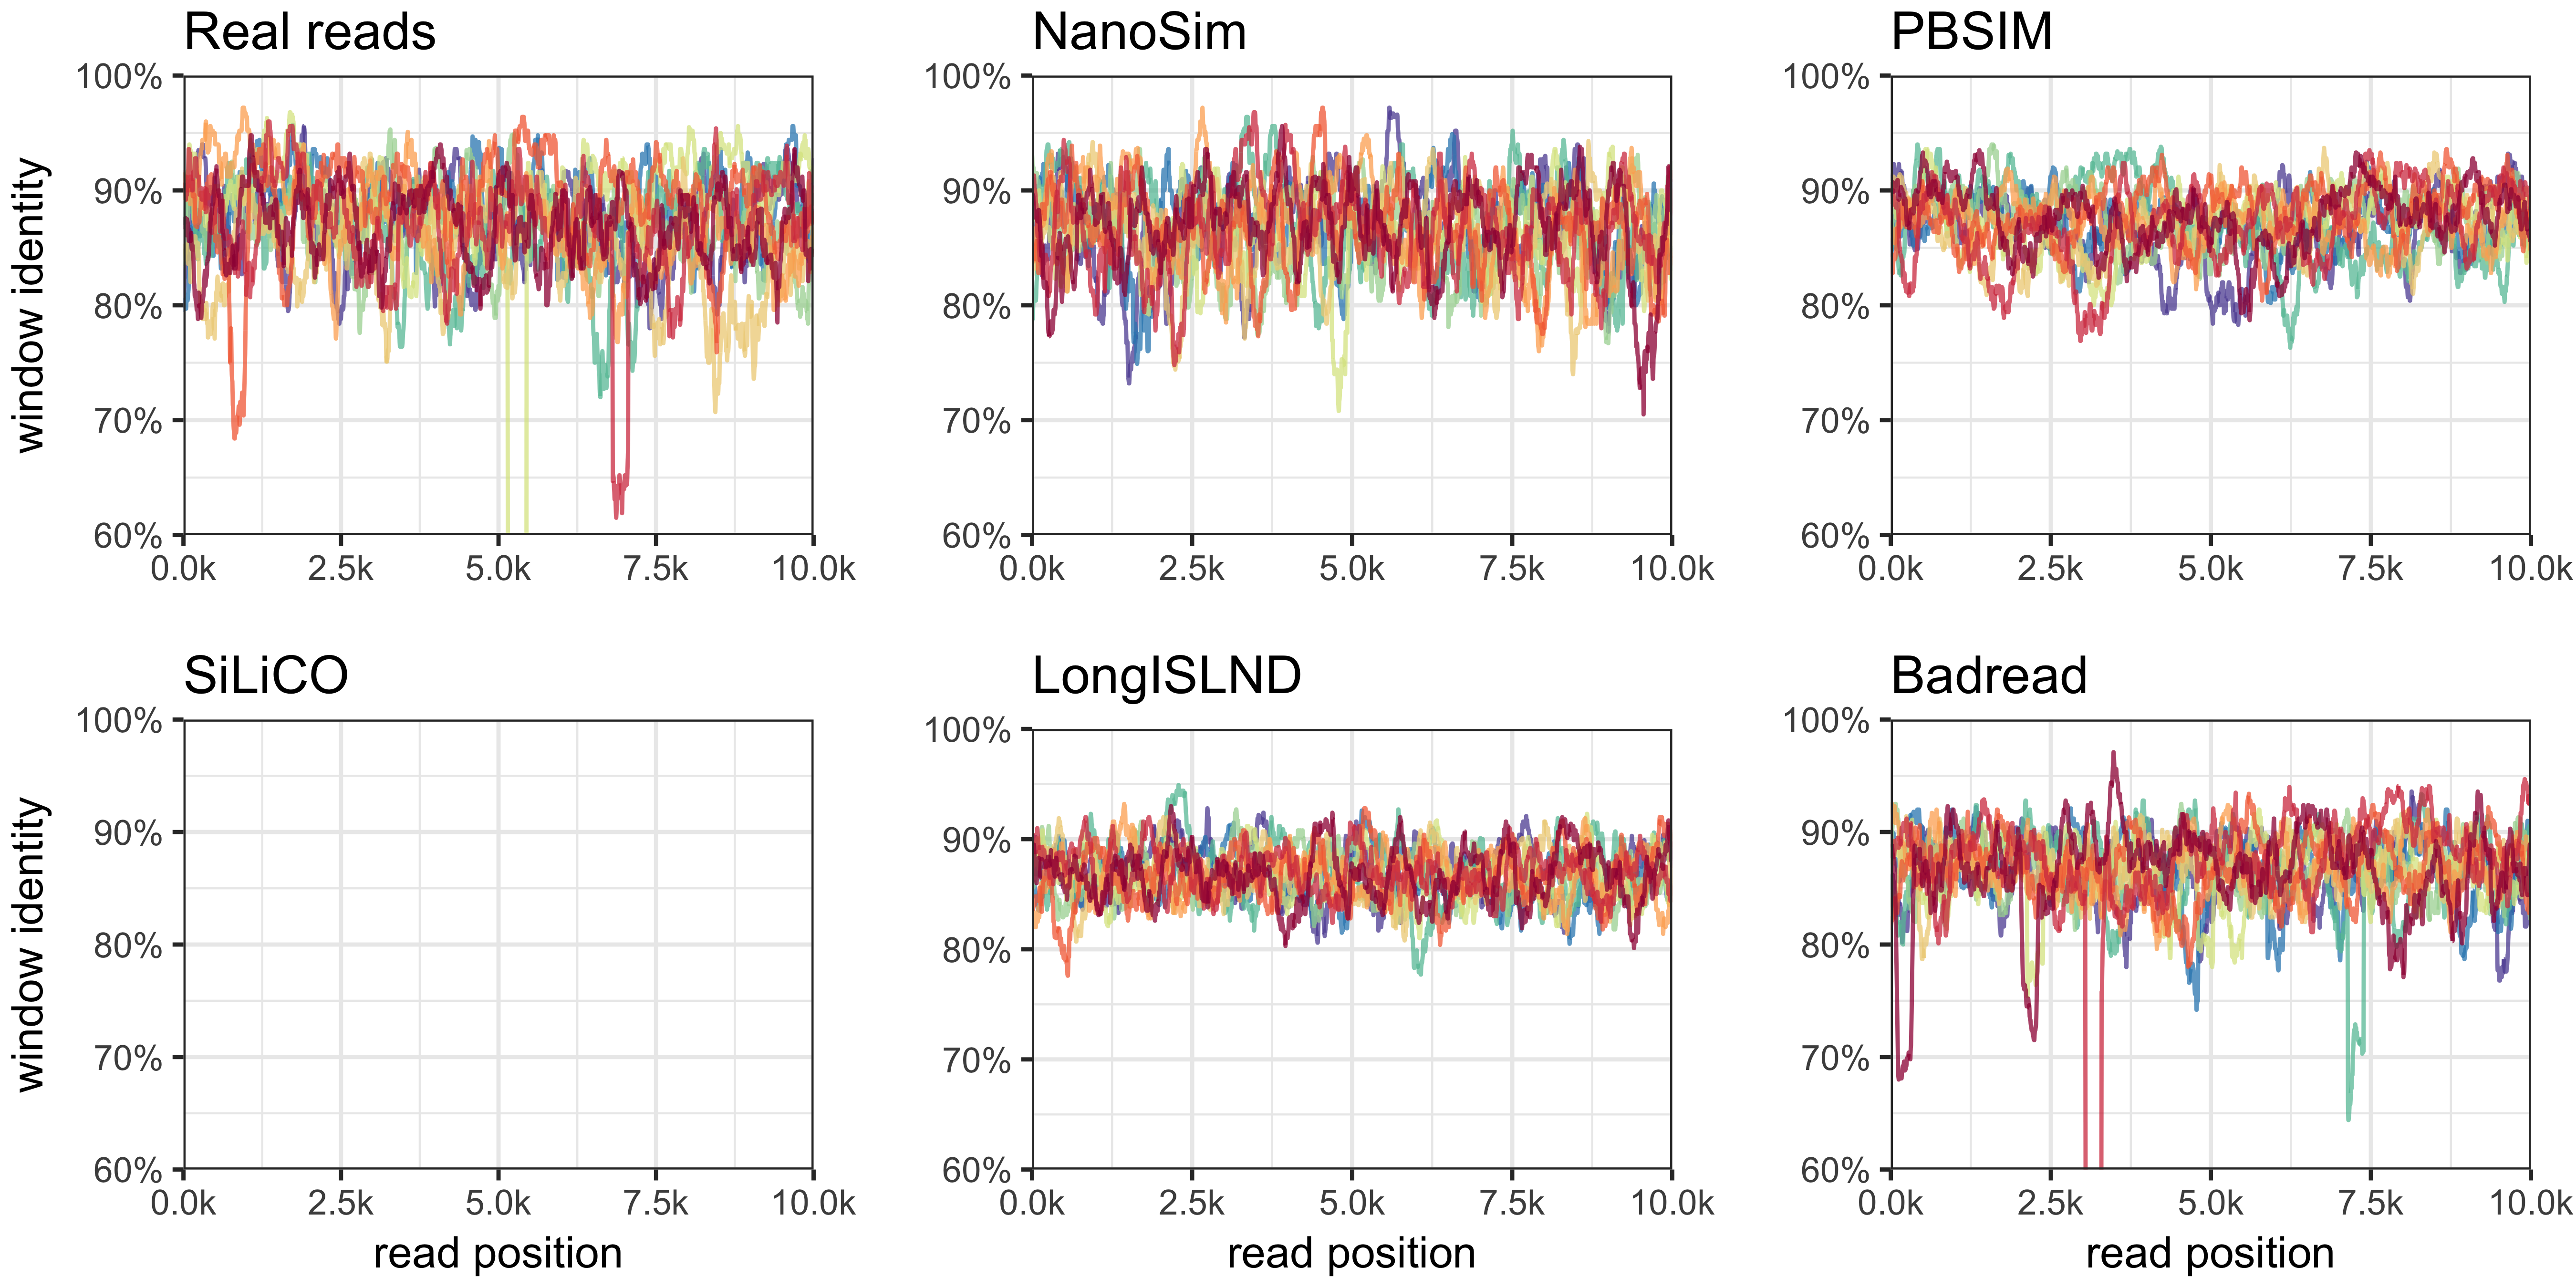 Real reads NanoSim PBSIM
100% 100% 100%
90% 90% 90%
80% 80% 80%
70% 70% 70%
60% 60% 60%
window identity
0.0k 2.5k 5.0k 7.5k 10.0k 0.0k 2.5k 5.0k 7.5k 10.0k 0.0k 2.5k 5.0k 7.5k 10.0k
SiLiCO LongISLND Badread
100% 100% 100%
90% 90% 90%
80% 80% 80%
70% 70% 70%
60% 60% 60%
window identity
0.0k 2.5k 5.0k 7.5k 10.0k 0.0k 2.5k 5.0k 7.5k 10.0k 0.0k 2.5k 5.0k 7.5k 10.0k
read position read position read position